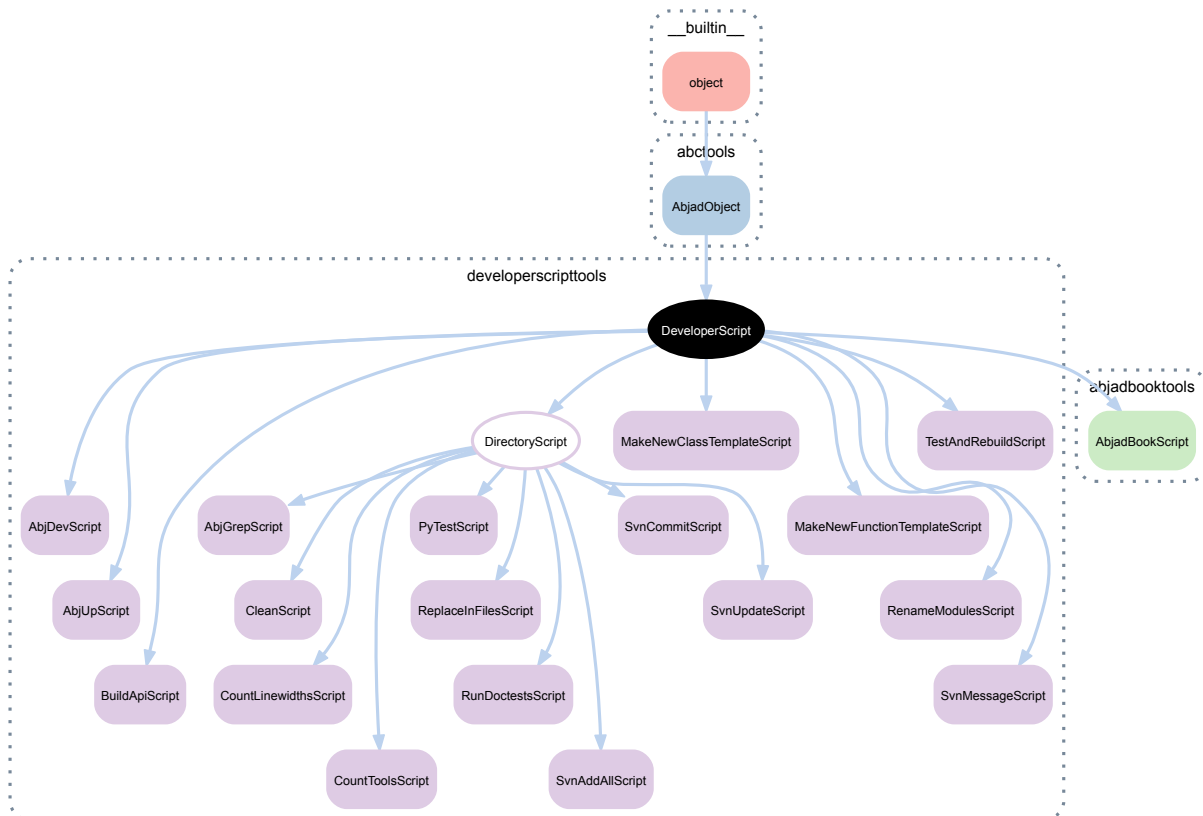 __builtin__
object
abctools
AbjadObject
developerscripttools
DeveloperScript
abjadbooktools
DirectoryScript
MakeNewClassTemplateScript
TestAndRebuildScript
AbjadBookScript
AbjDevScript
AbjGrepScript
PyTestScript
SvnCommitScript
MakeNewFunctionTemplateScript
AbjUpScript
CleanScript
ReplaceInFilesScript
SvnUpdateScript
RenameModulesScript
BuildApiScript
CountLinewidthsScript
RunDoctestsScript
SvnMessageScript
CountToolsScript
SvnAddAllScript